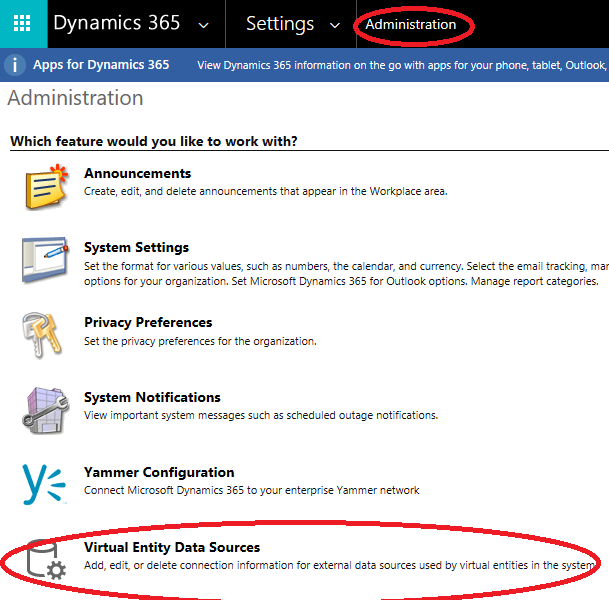 Dynamics 365 Settings Administration
Apps for Dynamics 365 View Dynamics 365 information on the go with apps for your phone, tablet, Outlook,
Administration
Which feature would you like to work with?
Announcements
Create, edit, and delete announcements that appear in the Workplace area.
System Settings
Set the format for various values, such as numbers, the calendar, and currency. Select the email tracking, mar
options for your organization. Set Microsoft Dynamics 365 for Outlook options. Manage report categories.
Privacy Preferences
Set the privacy preferences for the organization.
System Notifications
View important system messages such as scheduled outage notifications.
Yammer Configuration
Connect Microsoft Dynamics 365 to your enterprise Yammer network
Virtual Entity Data Sources
Add, edit, or delete connection information for external data sources used by virtual entities in the system